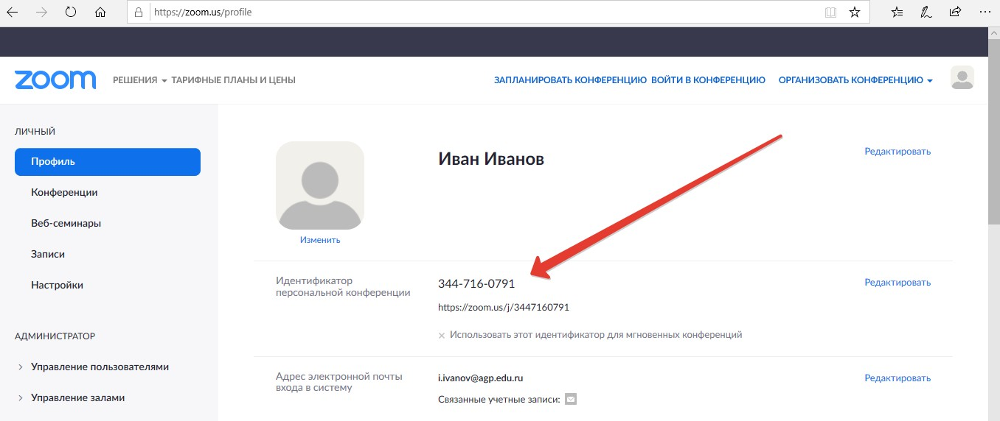 https://zoom.us/profile
zoom РЕШЕНИЯ ТАРИФНЫЕ ПЛАНЫ И ЦЕНЫ ЗАПЛАНИРОВАТЬ КОНФЕРЕНЦИЮ ВОЙТИ В КОНФЕРЕНЦИЮ ОРГАНИЗОВАТЬ КОНФЕРЕНЦИЮ
ЛИЧНЫЙ
Профиль
Конференции
Веб-семинары
Записи
Настройки
АДМИНИСТРАТОР
Управление пользователями
Управление залами
Иван Иванов
Редактировать
Изменить
Идентификатор
персональной конференции
344-716-0791
Редактировать
https://zoom.us/j/3447160791
Использовать этот идентификатор для мгновенных конференций
Адрес электронной почты
входа в систему
i.ivanov@agp.edu.ru
Редактировать
Связанные учетные записи: